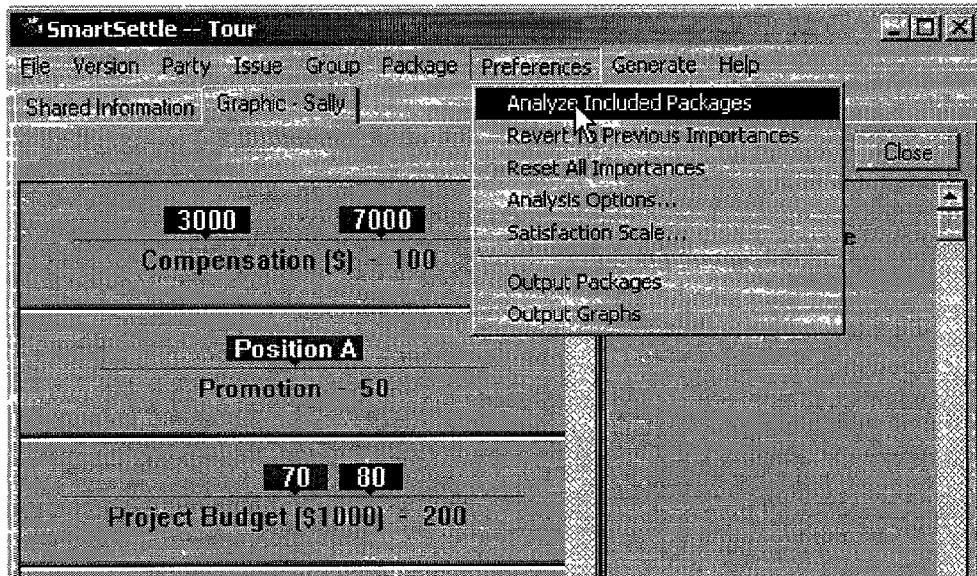 SmartSettle -- Tour
File Version Party Issue Group Package Preferences Generate Help
Shared Information Graphic - Sally
Analyze Included Packages
Revert To Previous Importances
Reset All Importances
Analysis Options...
Satisfaction Scale...
Output Packages
Output Graphs
Close
3000 7000
Compensation ($) - 100
Position A
Promotion - 50
70 80
Project Budget ($1000) - 200